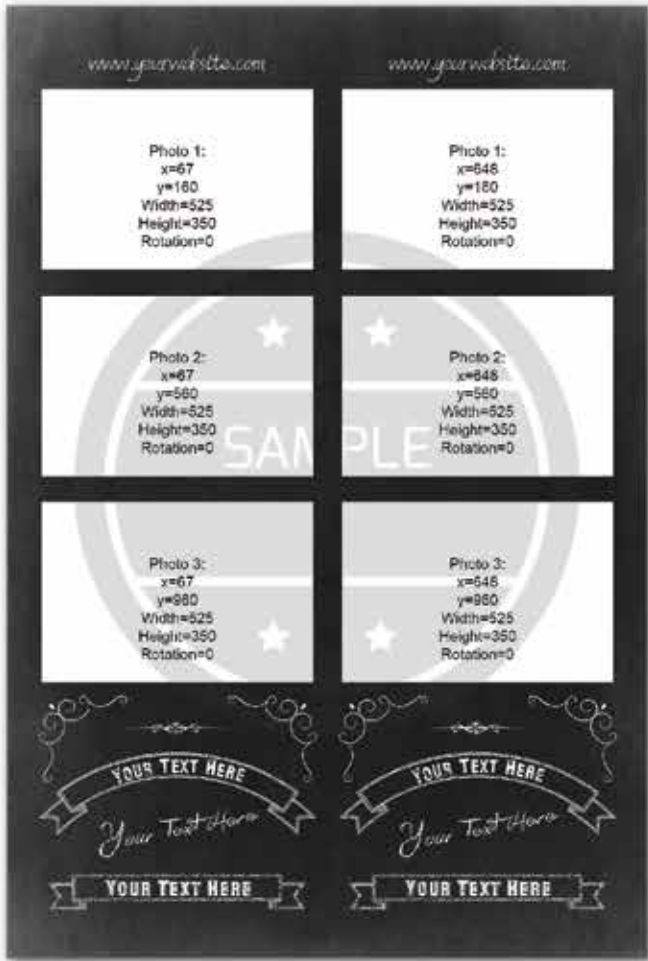 www.yourwebsite.com
Photo 1:
x=67
y=160
Width=525
Height=350
Rotation=0
Photo 2:
x=67
y=560
Width=525
Height=350
Rotation=0
Photo 3:
x=67
y=960
Width=525
Height=350
Rotation=0
Your Text Here
Your Text Here
Your Text Here
www.yourwebsite.com
Photo 1:
x=648
y=160
Width=525
Height=350
Rotation=0
Photo 2:
x=648
y=560
Width=525
Height=350
Rotation=0
Photo 3:
x=648
y=960
Width=525
Height=350
Rotation=0
Your Text Here
Your Text Here
Your Text Here
SAMPLE